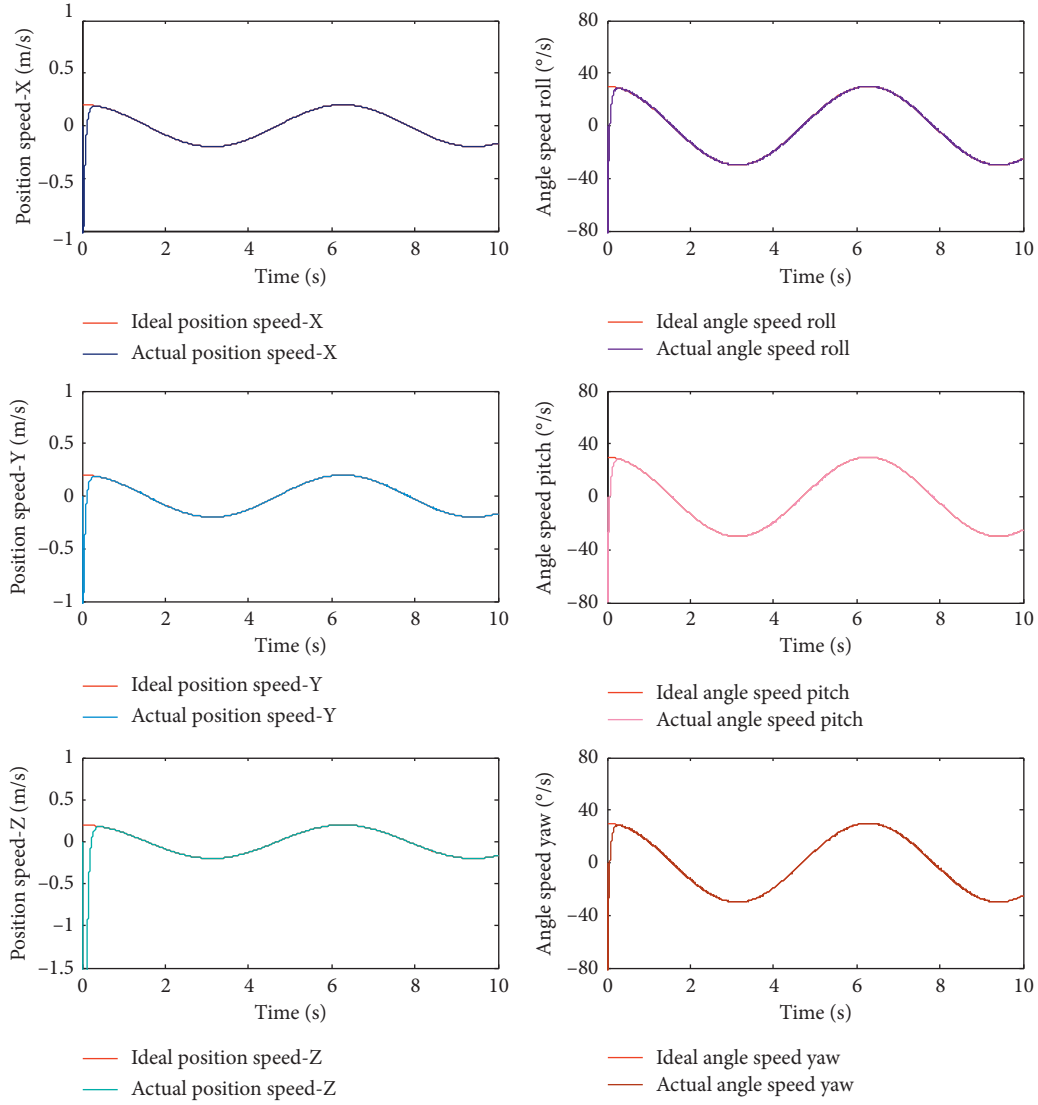 Position speed-X (m/s)
1
0.5
0
−0.5
−1
0 2 4 6 8 10
Time (s)
Ideal position speed-X
Actual position speed-X
Angle speed roll (°/s)
80
40
0
−40
−80
0 2 4 6 8 10
Time (s)
Ideal angle speed roll
Actual angle speed roll
Position speed-Y (m/s)
1
0.5
0
−0.5
−1
0 2 4 6 8 10
Time (s)
Ideal position speed-Y
Actual position speed-Y
Angle speed pitch (°/s)
80
40
0
−40
−80
0 2 4 6 8 10
Time (s)
Ideal angle speed pitch
Actual angle speed pitch
Position speed-Z (m/s)
1
0.5
0
−0.5
−1
−1.5
0 2 4 6 8 10
Time (s)
Ideal position speed-Z
Actual position speed-Z
Angle speed yaw (°/s)
80
40
0
−40
−80
0 2 4 6 8 10
Time (s)
Ideal angle speed yaw
Actual angle speed yaw